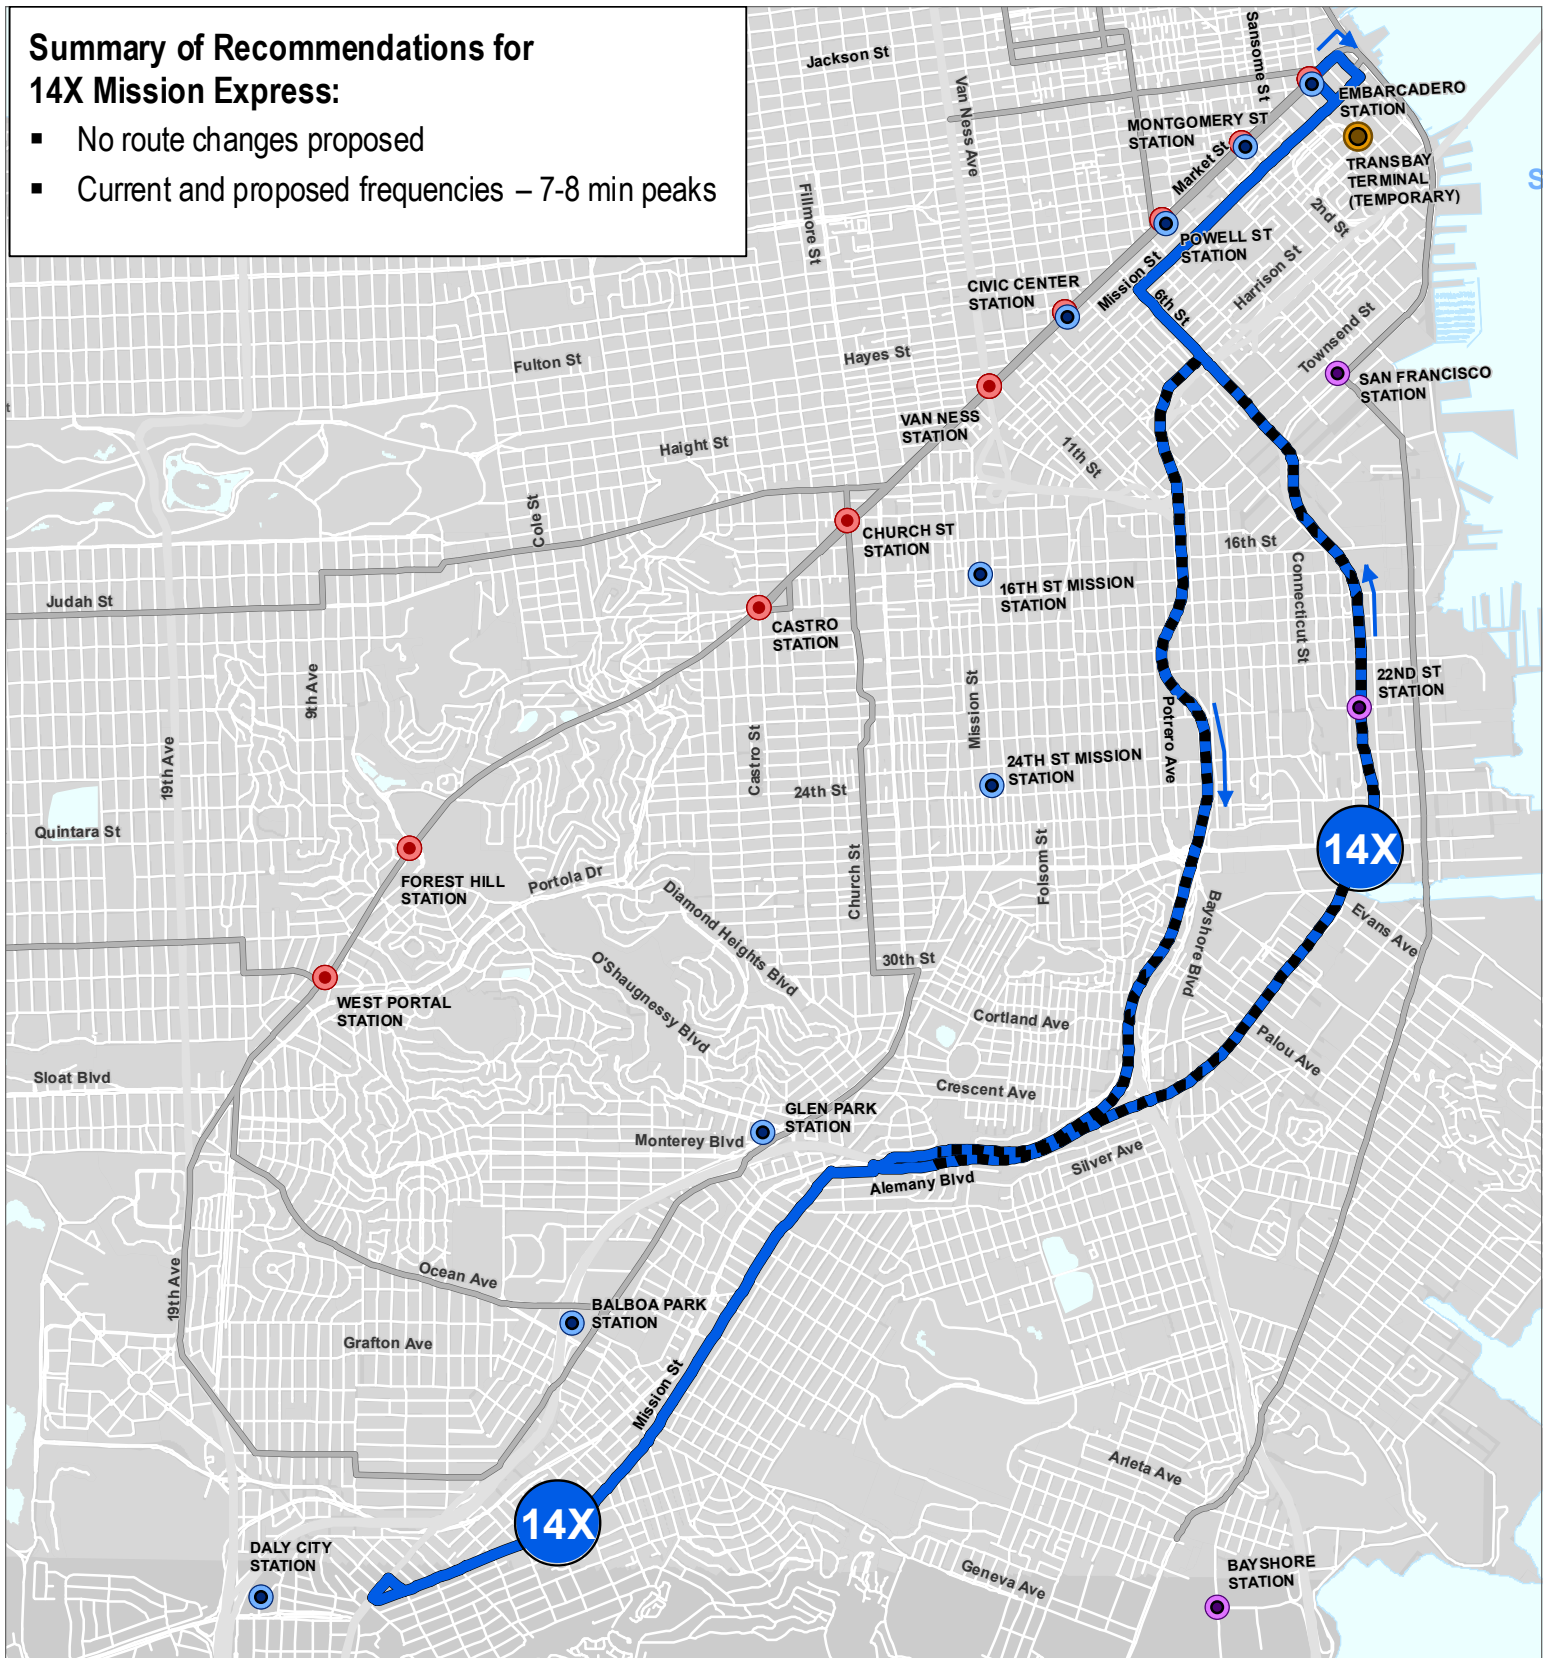 Summary of Recommendations for
14X Mission Express:
▪ No route changes proposed
▪ Current and proposed frequencies – 7-8 min peaks
Jackson St
Van Ness Ave
Sansome St
EMBARCADERO
STATION
MONTGOMERY ST
STATION
Market St
TRANSBAY
TERMINAL
(TEMPORARY)
S
Fillmore St
2nd St
POWELL ST
STATION
Mission St
Harrison St
CIVIC CENTER
STATION
6th St
Townsend St
Fulton St
Hayes St
SAN FRANCISCO
STATION
t
VAN NESS
STATION
Haight St
11th St
Cole St
CHURCH ST
STATION
16th St
Connecticut St
16TH ST MISSION
STATION
Judah St
CASTRO
STATION
9th Ave
22ND ST
STATION
Mission St
Potrero Ave
19th Ave
Castro St
24TH ST MISSION
STATION
24th St
Quintara St
14X
Folsom St
Church St
FOREST HILL
STATION
Portola Dr
Diamond Heights Blvd
Bayshore Blvd
Evans Ave
O'Shaugnessy Blvd
30th St
WEST PORTAL
STATION
Cortland Ave
Palou Ave
Sloat Blvd
Crescent Ave
GLEN PARK
STATION
Monterey Blvd
Silver Ave
Alemany Blvd
19th Ave
Ocean Ave
BALBOA PARK
STATION
Grafton Ave
Mission St
Arleta Ave
14X
DALY CITY
STATION
Geneva Ave
BAYSHORE
STATION